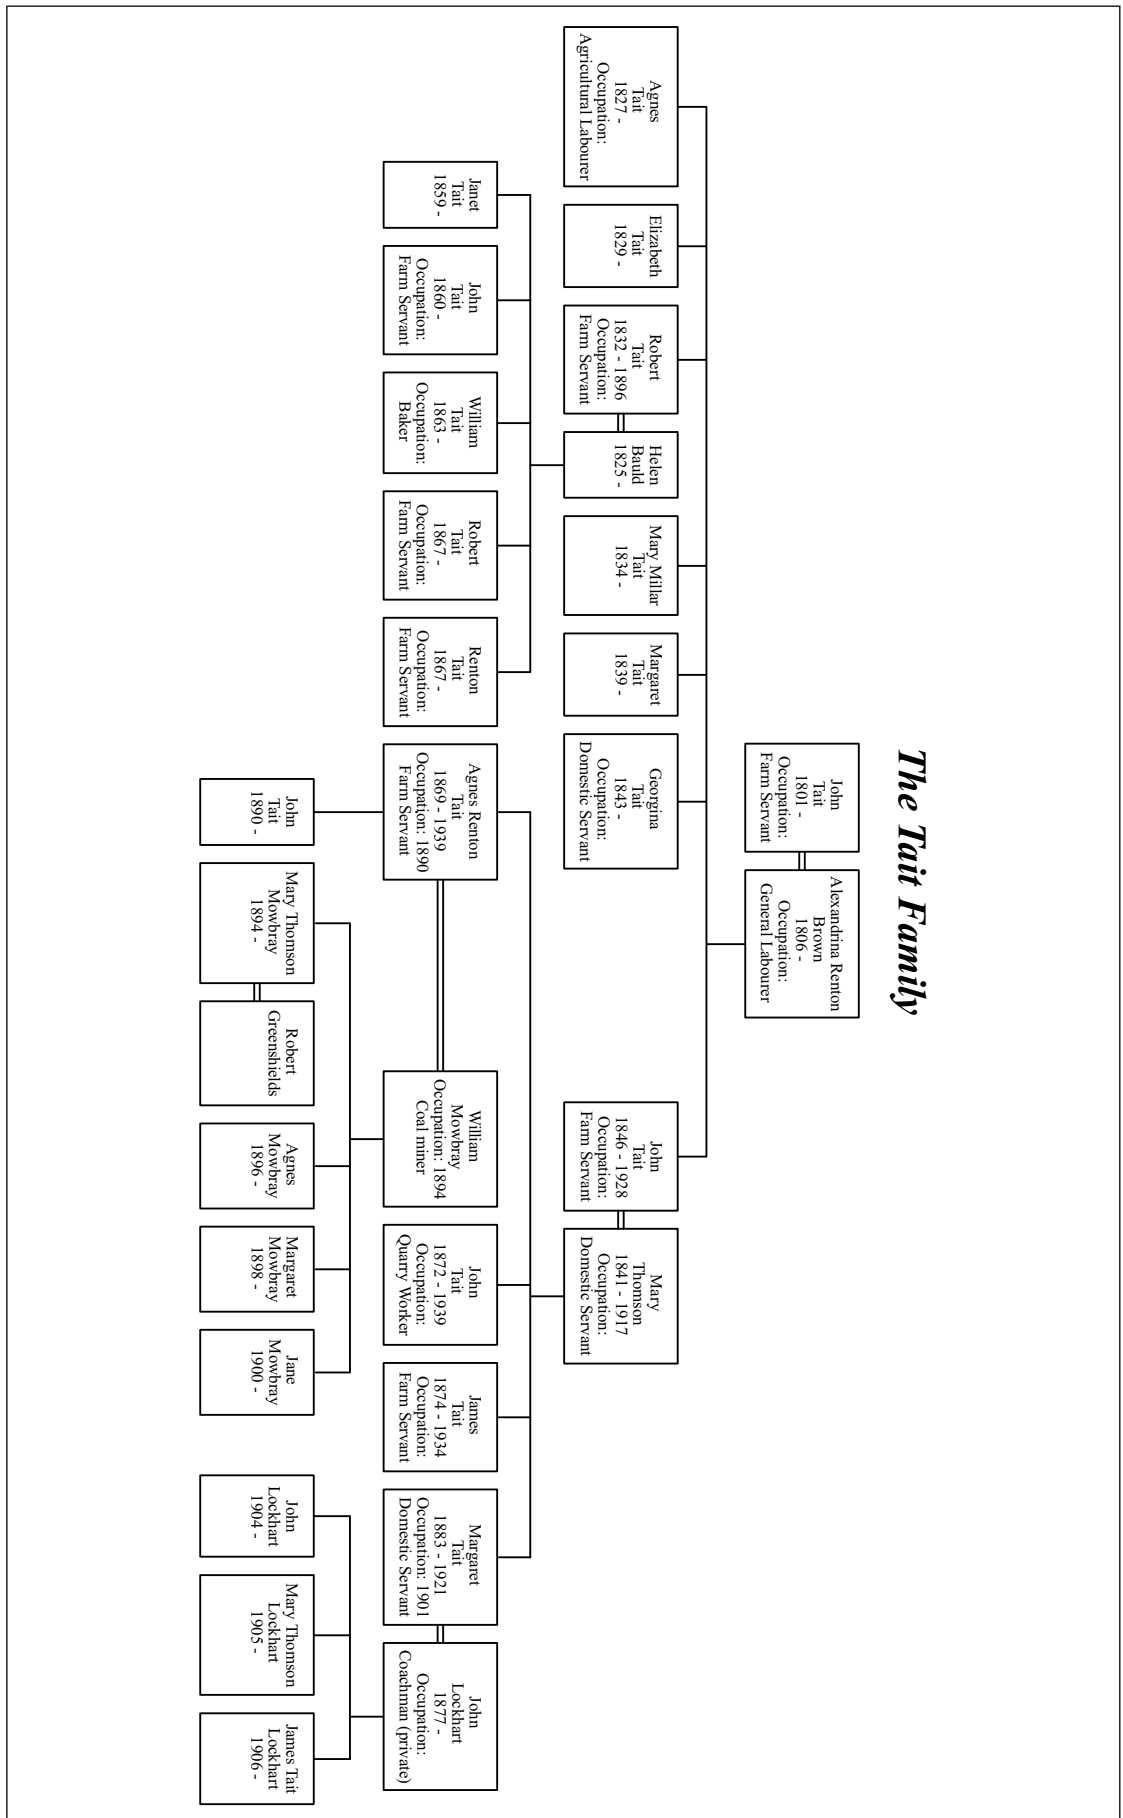 The Tait Family
John
Tait
1801 -
Occupation:
Farm Servant
Alexandrina Renton
Brown
1806 -
Occupation:
General Labourer
Agnes
Tait
1827 -
Occupation:
Agricultural Labourer
Elizabeth
Tait
1829 -
Robert
Tait
1832 - 1896
Occupation:
Farm Servant
Helen
Bauld
1825 -
Mary Millar
Tait
1834 -
Margaret
Tait
1839 -
Georgina
Tait
1843 -
Occupation:
Domestic Servant
John
Tait
1846 - 1928
Occupation:
Farm Servant
Mary
Thomson
1841 - 1917
Occupation:
Domestic Servant
Janet
Tait
1859 -
John
Tait
1860 -
Occupation:
Farm Servant
William
Tait
1863 -
Occupation:
Baker
Robert
Tait
1867 -
Occupation:
Farm Servant
Renton
Tait
1867 -
Occupation:
Farm Servant
Agnes Renton
Tait
1869 - 1939
Occupation: 1890
Farm Servant
William
Mowbray
Occupation: 1894
Coal miner
John
Tait
1872 - 1939
Occupation:
Quarry Worker
James
Tait
1874 - 1934
Occupation:
Farm Servant
Margaret
Tait
1883 - 1921
Occupation: 1901
Domestic Servant
John
Lockhart
1877 -
Occupation:
Coachman (private)
John
Tait
1890 -
Mary Thomson
Mowbray
1894 -
Robert
Greenshields
Agnes
Mowbray
1896 -
Margaret
Mowbray
1898 -
Jane
Mowbray
1900 -
John
Lockhart
1904 -
Mary Thomson
Lockhart
1905 -
James Tait
Lockhart
1906 -